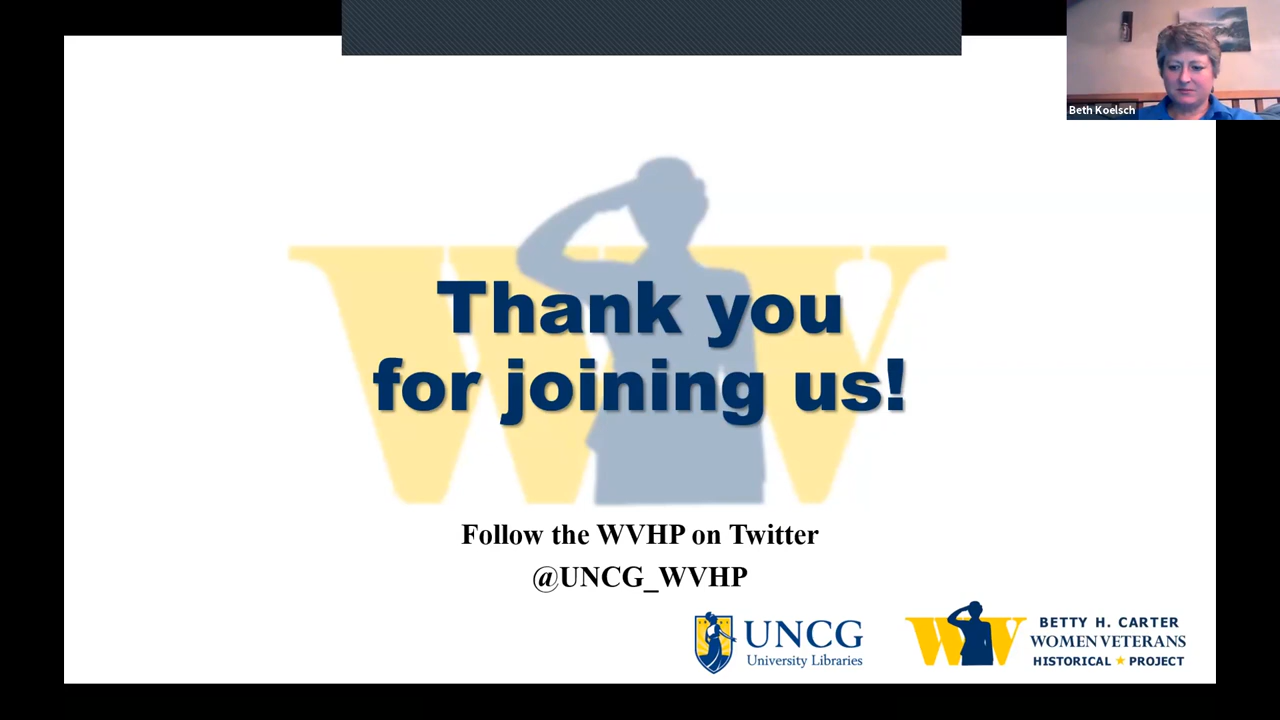 Beth Koelsch
Thank you
for joining us!
Follow the WVHP on Twitter
@UNCG_WVHP
UNCG
University Libraries
WV
BETTY H. CARTER
WOMEN VETERANS
HISTORICAL ★ PROJECT